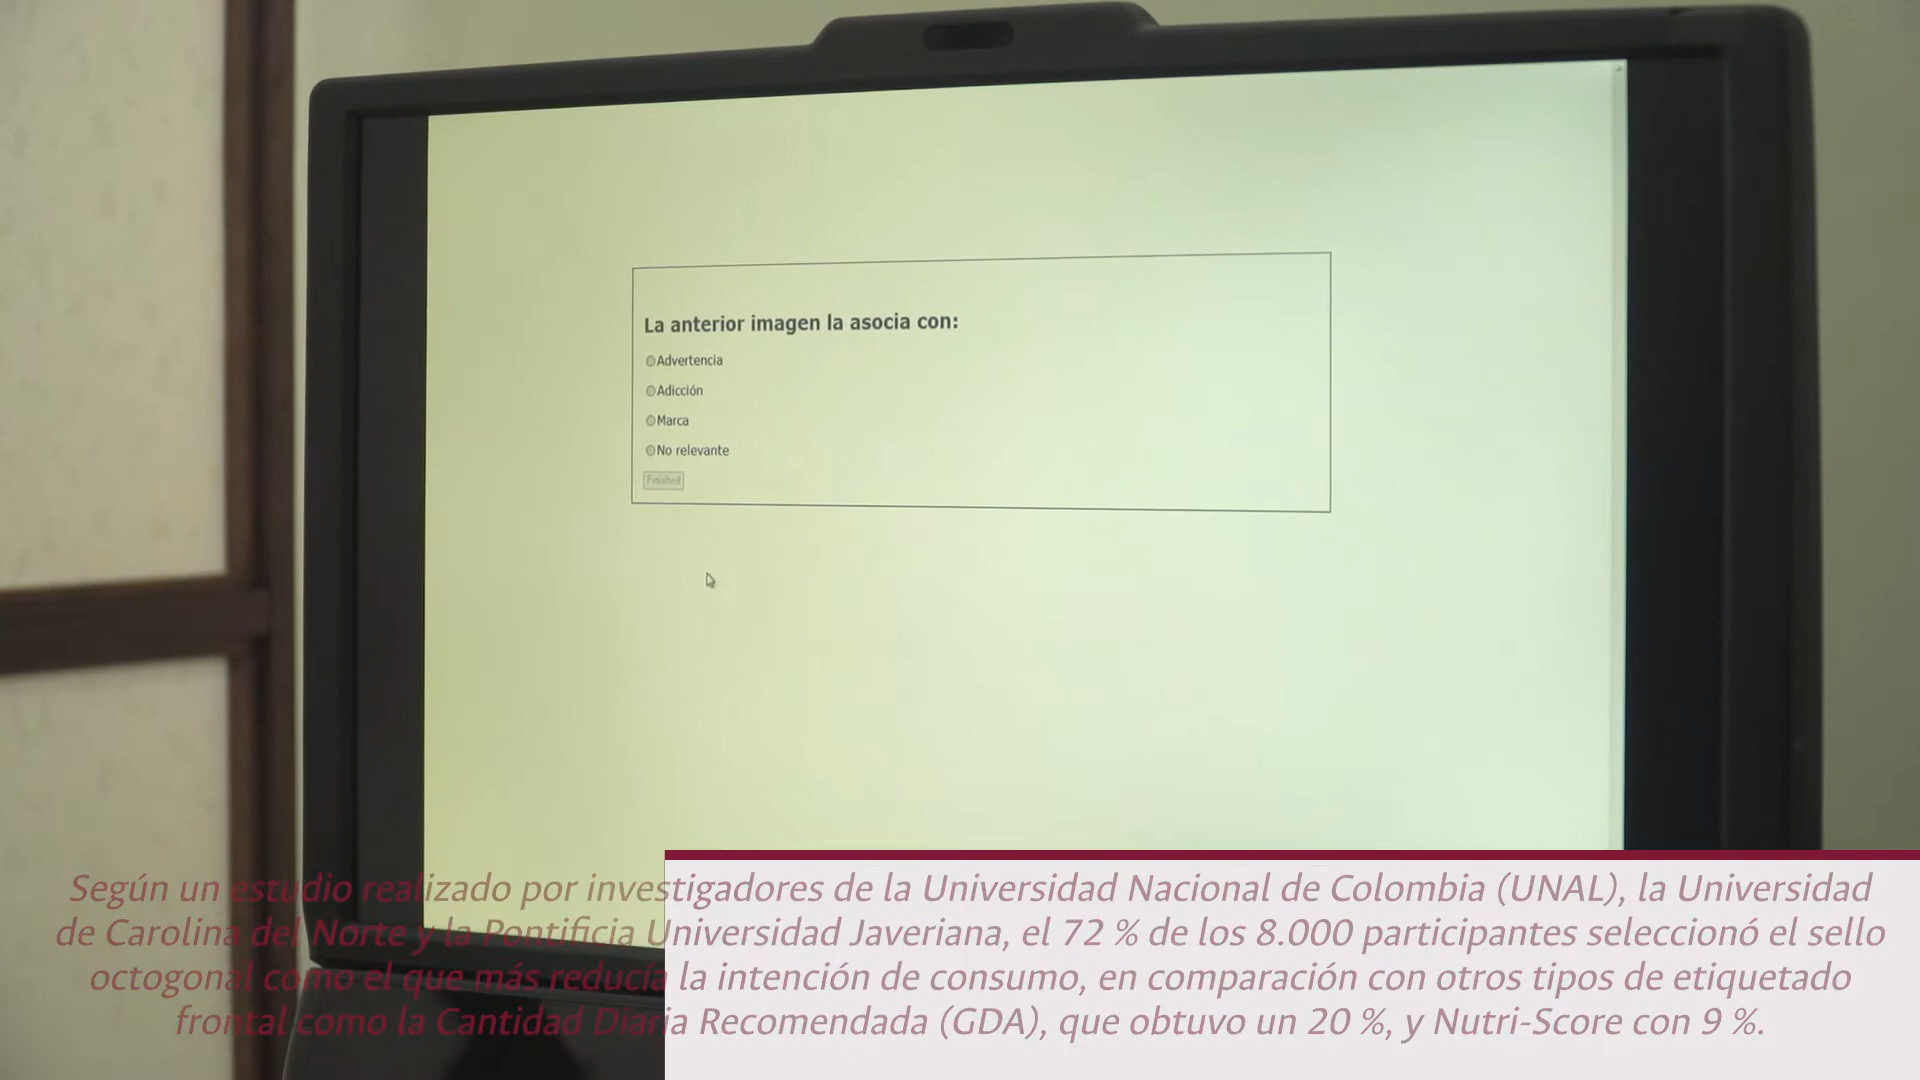 La anterior imagen la asocia con:
Advertencia
Adicción
Marca
No relevante
Finished
Según un estudio realizado por investigadores de la Universidad Nacional de Colombia (UNAL), la Universidad
de Carolina del Norte y la Pontificia Universidad Javeriana, el 72 % de los 8.000 participantes seleccionó el sello
octogonal como el que más reducía la intención de consumo, en comparación con otros tipos de etiquetado
frontal como la Cantidad Diaria Recomendada (GDA), que obtuvo un 20 %, y Nutri-Score con 9 %.